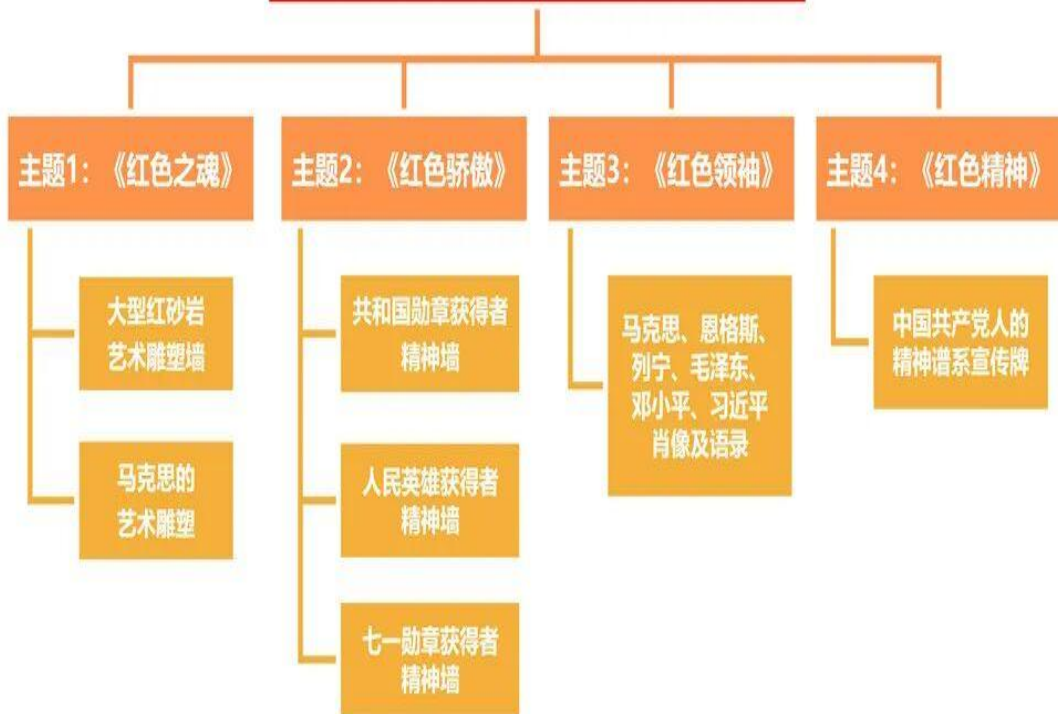 主题1：《红色之魂》
大型红砂岩
艺术雕塑墙
马克思的
艺术雕塑
主题2：《红色骄傲》
共和国勋章获得者
精神墙
人民英雄获得者
精神墙
七一勋章获得者
精神墙
主题3：《红色领袖》
马克思、恩格斯、
列宁、毛泽东、
邓小平、习近平
肖像及语录
主题4：《红色精神》
中国共产党人的
精神谱系宣传牌